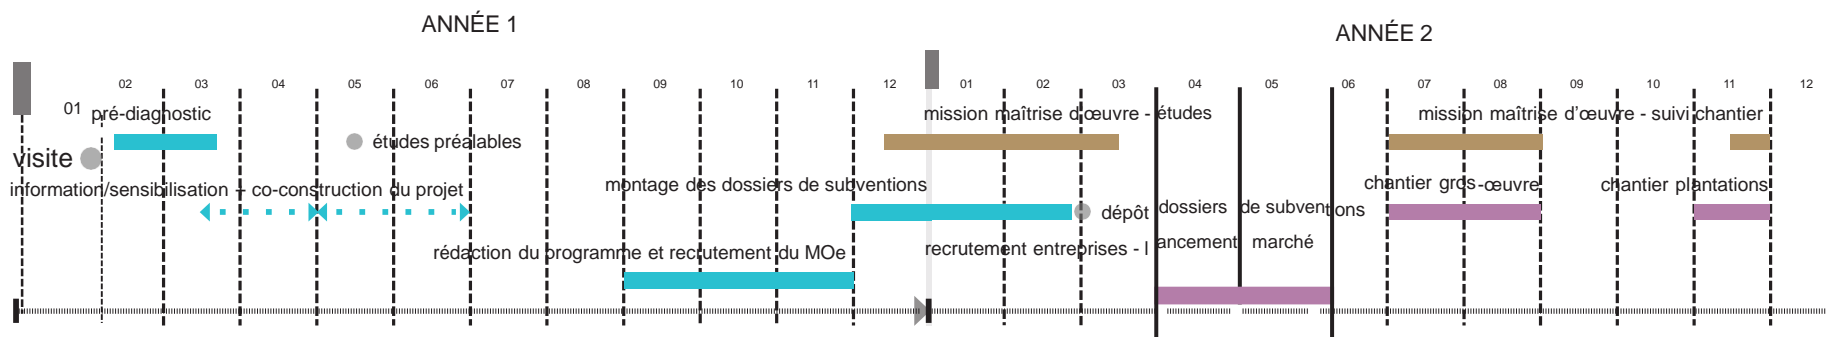 ANNÉE 1
ANNÉE 2
01 02 03 04 05 06 07 08 09 10 11 12 01 02 03 04 05 06 07 08 09 10 11 12
pré-diagnostic
mission maîtrise d'œuvre - études
mission maîtrise d’œuvre - suivi chantier
visite
études préalables
information/sensibilisation – co-construction du projet
montage des dossiers de subventions
chantier gros-œuvre
chantier plantations
dépôt dossiers de subventions
rédaction du programme et recrutement du MOe
recrutement entreprises - lancement marché